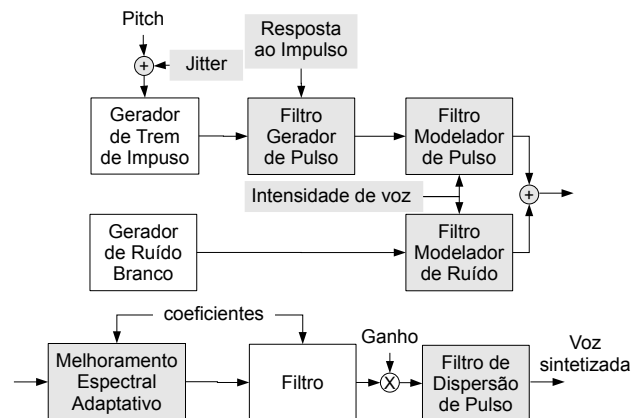 Pitch
Resposta
ao Impulso
+
Jitter
Gerador
de Trem
de Impuso
Filtro
Gerador
de Pulso
Filtro
Modelador
de Pulso
Intensidade de voz
+
Gerador
de Ruído
Branco
Filtro
Modelador
de Ruído
coeficientes
Ganho
Melhoramento
Espectral
Adaptativo
Filtro
X
Filtro de
Dispersão
de Pulso
Voz
sintetizada